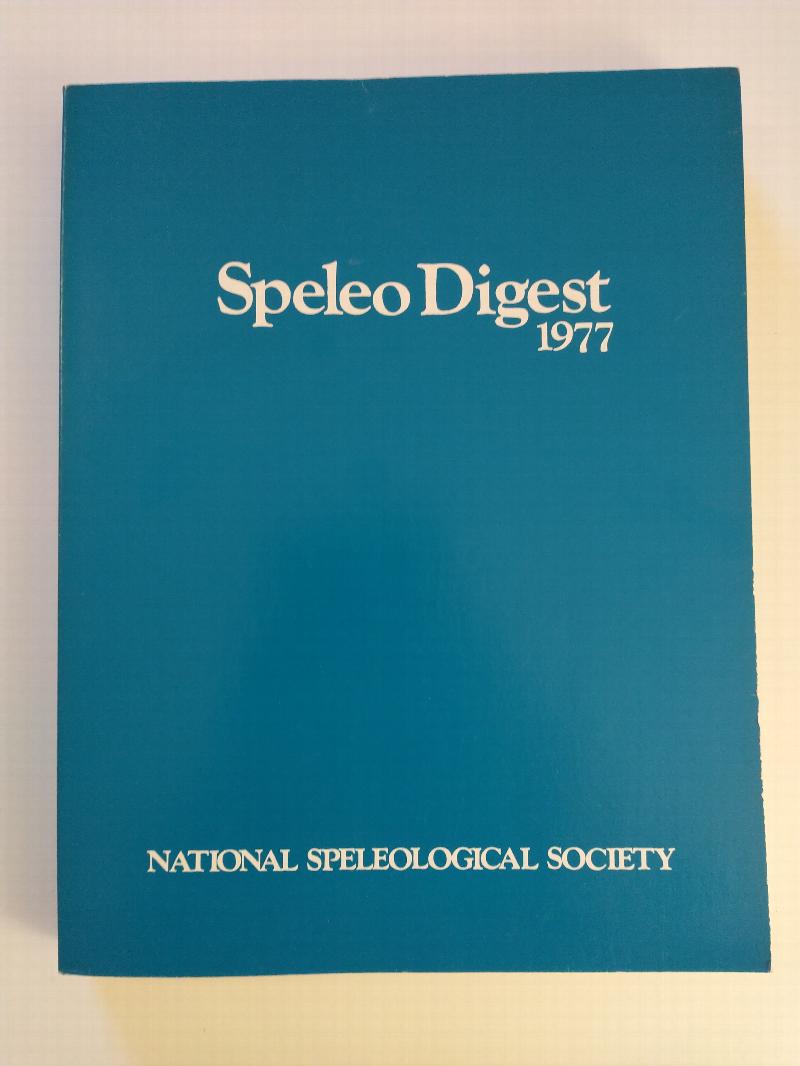 Speleo Digest
1977
NATIONAL SPELEOLOGICAL SOCIETY